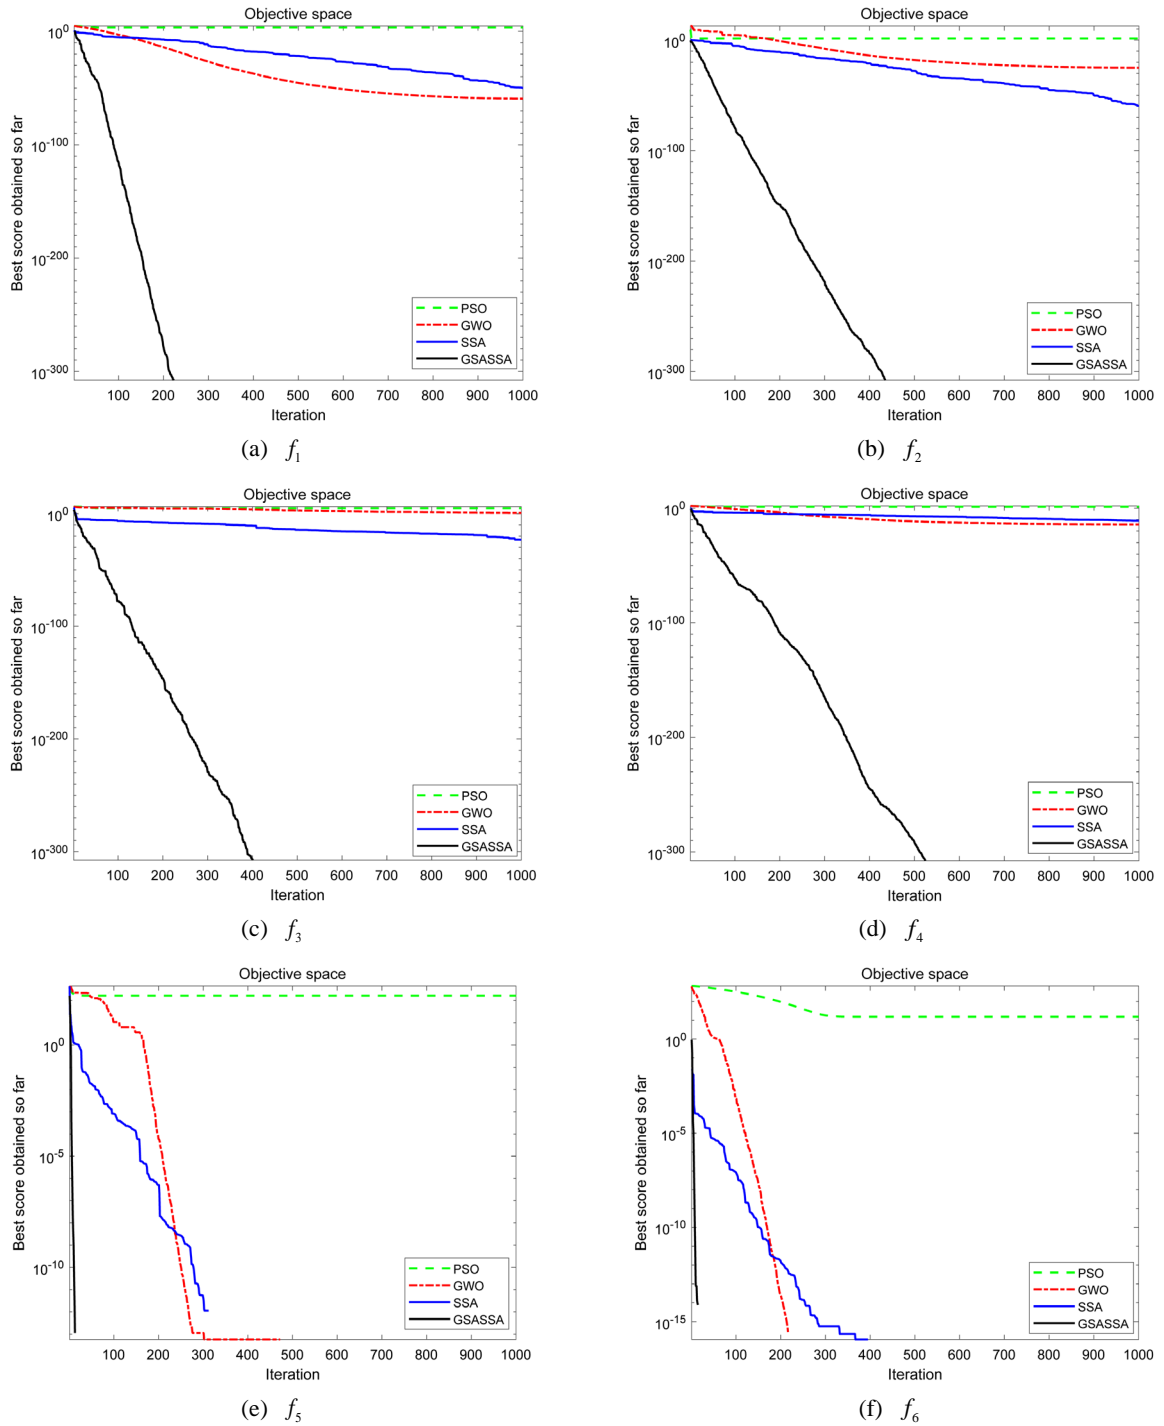 Objective space
Best score obtained so far
10^0
10^-100
10^-200
10^-300
100 200 300 400 500 600 700 800 900 1000
Iteration
PSO
GWO
SSA
GSASSA
(a) f_1
Objective space
Best score obtained so far
10^0
10^-100
10^-200
10^-300
100 200 300 400 500 600 700 800 900 1000
Iteration
PSO
GWO
SSA
GSASSA
(b) f_2
Objective space
Best score obtained so far
10^0
10^-100
10^-200
10^-300
100 200 300 400 500 600 700 800 900 1000
Iteration
PSO
GWO
SSA
GSASSA
(c) f_3
Objective space
Best score obtained so far
10^0
10^-100
10^-200
10^-300
100 200 300 400 500 600 700 800 900 1000
Iteration
PSO
GWO
SSA
GSASSA
(d) f_4
Objective space
Best score obtained so far
10^0
10^-5
10^-10
100 200 300 400 500 600 700 800 900 1000
Iteration
PSO
GWO
SSA
GSASSA
(e) f_5
Objective space
Best score obtained so far
10^0
10^-5
10^-10
10^-15
100 200 300 400 500 600 700 800 900 1000
Iteration
PSO
GWO
SSA
GSASSA
(f) f_6